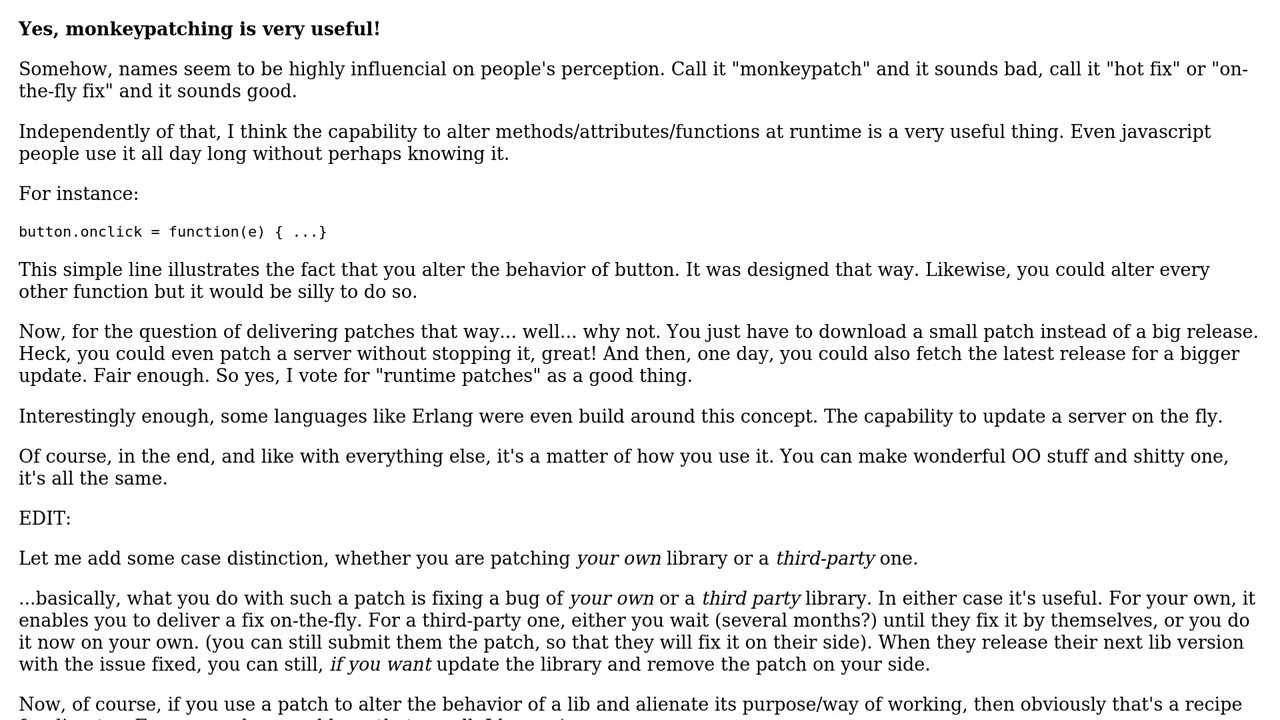 Yes, monkeypatching is very useful!
Somehow, names seem to be highly influencial on people's perception. Call it "monkeypatch" and it sounds bad, call it "hot fix" or "on-
the-fly fix" and it sounds good.
Independently of that, I think the capability to alter methods/attributes/functions at runtime is a very useful thing. Even javascript
people use it all day long without perhaps knowing it.
For instance:
button.onclick = function(e) { ...}
This simple line illustrates the fact that you alter the behavior of button. It was designed that way. Likewise, you could alter every
other function but it would be silly to do so.
Now, for the question of delivering patches that way... well... why not. You just have to download a small patch instead of a big release.
Heck, you could even patch a server without stopping it, great! And then, one day, you could also fetch the latest release for a bigger
update. Fair enough. So yes, I vote for "runtime patches" as a good thing.
Interestingly enough, some languages like Erlang were even build around this concept. The capability to update a server on the fly.
Of course, in the end, and like with everything else, it's a matter of how you use it. You can make wonderful OO stuff and shitty one,
it's all the same.
EDIT:
Let me add some case distinction, whether you are patching your own library or a third-party one.
...basically, what you do with such a patch is fixing a bug of your own or a third party library. In either case it's useful. For your own, it
enables you to deliver a fix on-the-fly. For a third-party one, either you wait (several months?) until they fix it by themselves, or you do
it now on your own. (you can still submit them the patch, so that they will fix it on their side). When they release their next lib version
with the issue fixed, you can still, if you want update the library and remove the patch on your side.
Now, of course, if you use a patch to alter the behavior of a lib and alienate its purpose/way of working, then obviously that's a recipe